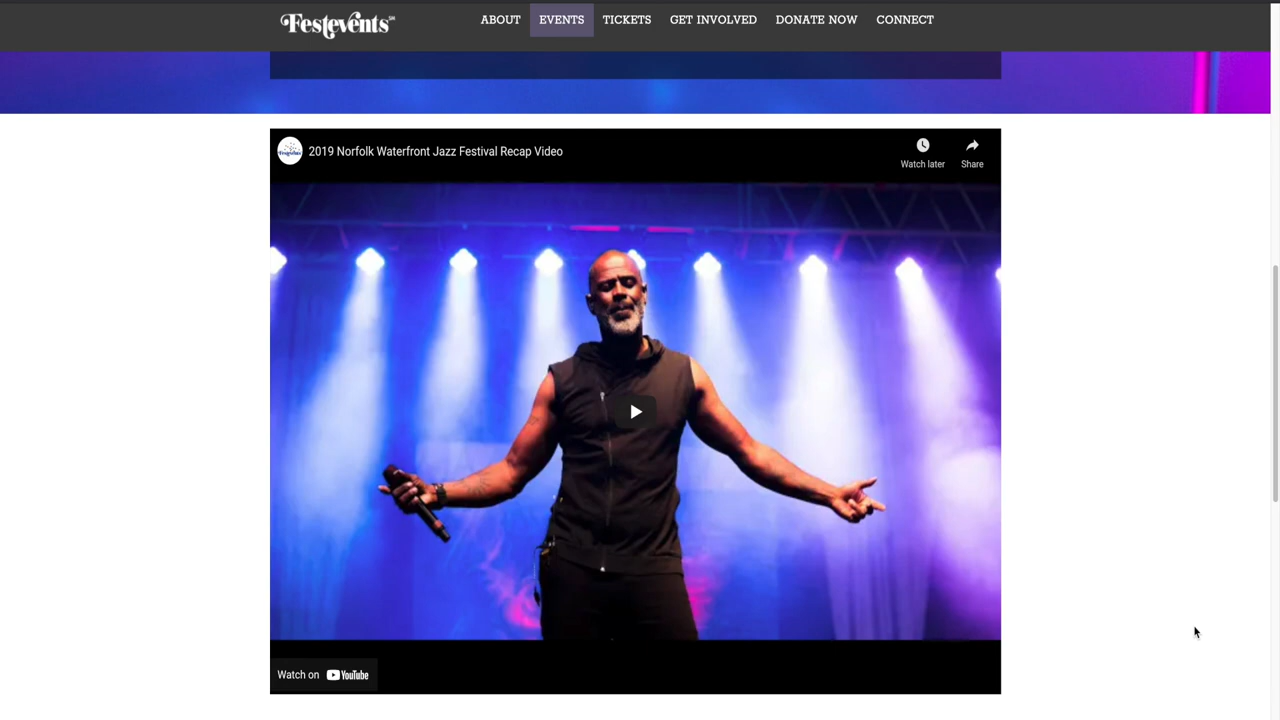 Festevents SM
ABOUT EVENTS TICKETS GET INVOLVED DONATE NOW CONNECT
2019 Norfolk Waterfront Jazz Festival Recap Video
Watch later Share
Watch on YouTube